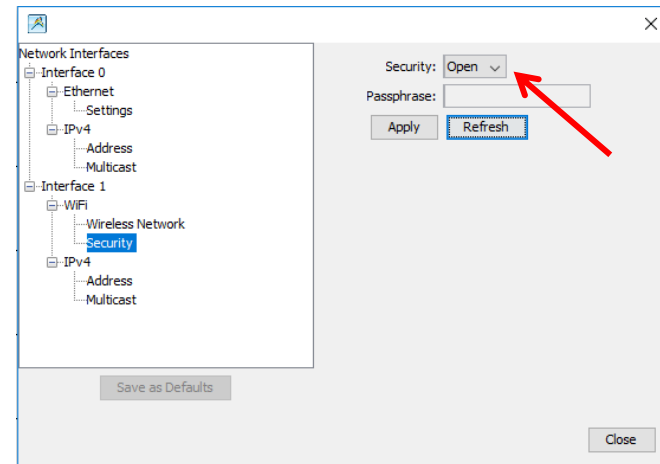 Network Interfaces
Interface 0
Ethernet
Settings
IPv4
Address
Multicast
Interface 1
WiFi
Wireless Network
Security
IPv4
Address
Multicast
Save as Defaults
Security: Open
Passphrase:
Apply Refresh
Close